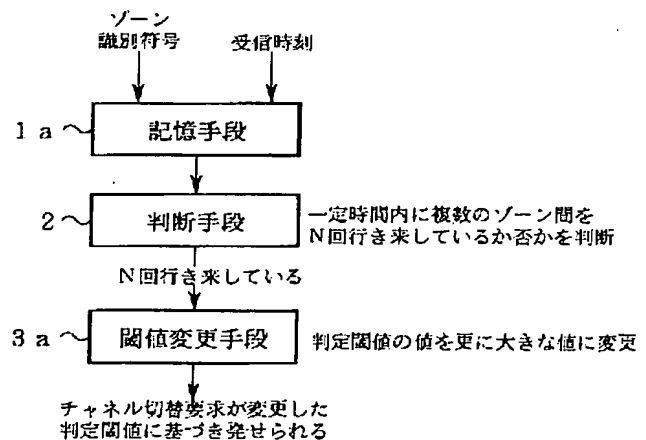 ゾーン
識別符号
受信時刻
1a
記憶手段
2
判断手段
一定時間内に複数のゾーン間を
N回行き来しているか否かを判断
N回行き来している
3a
閾値変更手段
判定閾値の値を更に大きな値に変更
チャネル切替要求が変更した
判定閾値に基づき発せられる